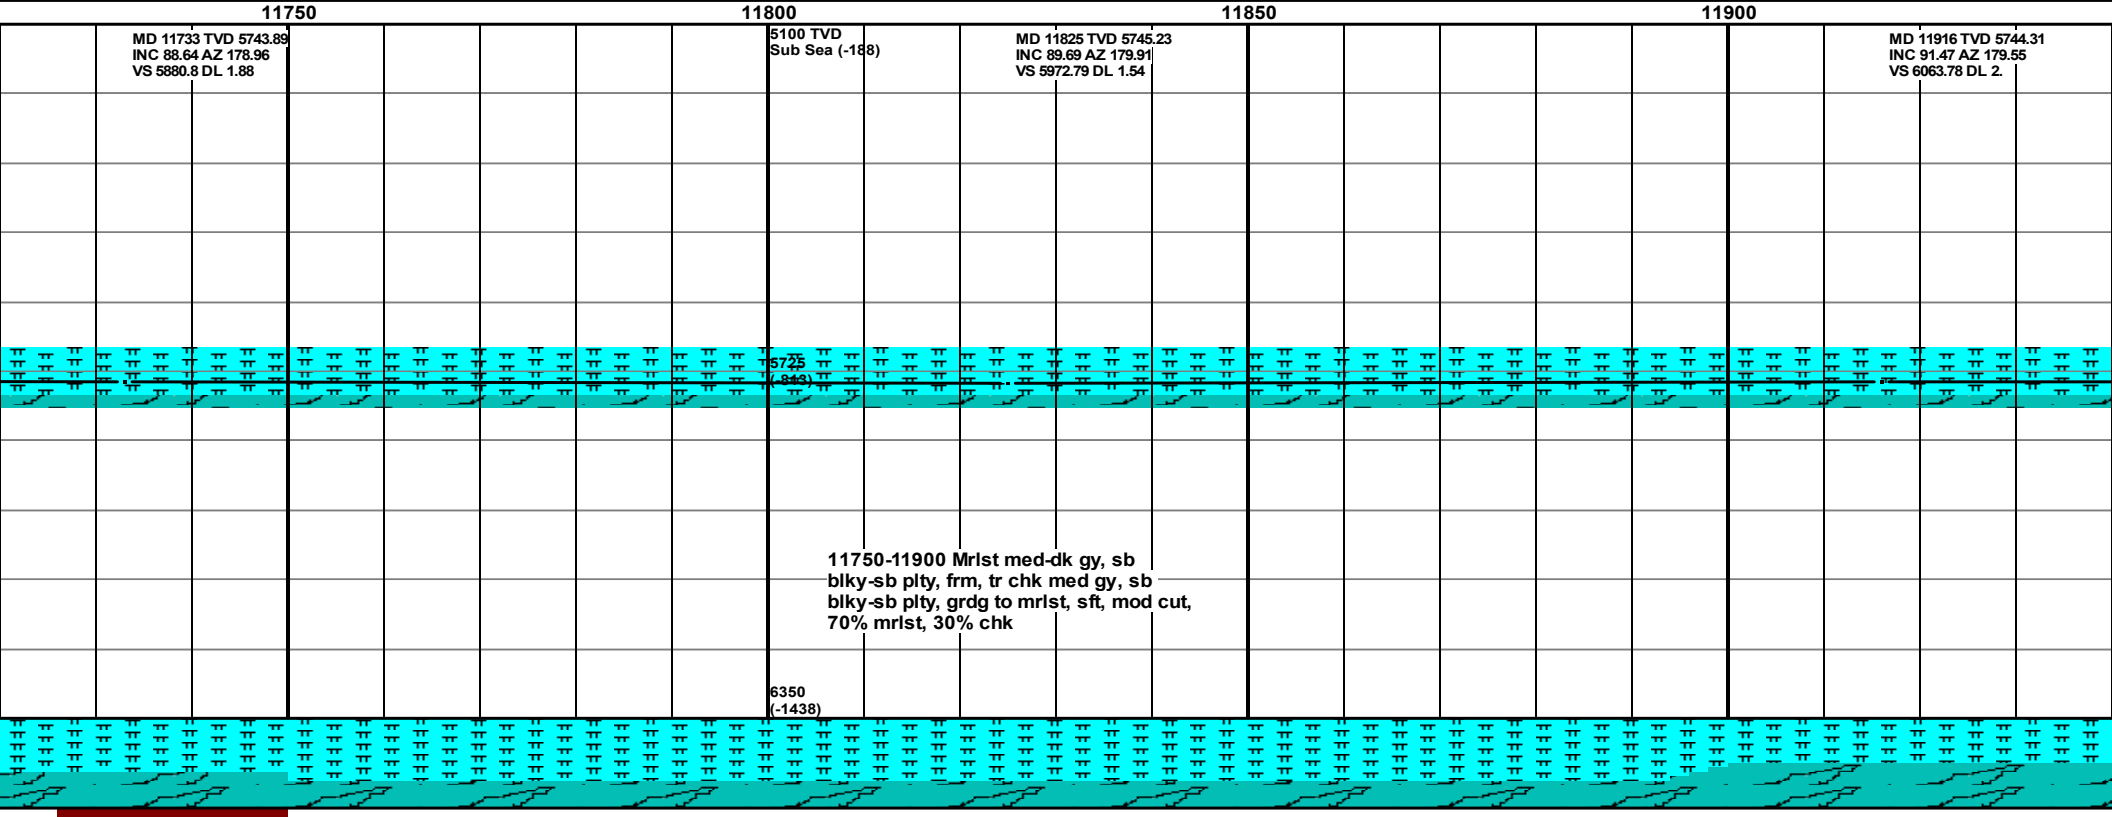 11750 11800 11850 11900
MD 11733 TVD 5743.89
INC 88.64 AZ 178.96
VS 5880.8 DL 1.88
5100 TVD
Sub Sea (-188)
MD 11825 TVD 5745.23
INC 89.69 AZ 179.91
VS 5972.79 DL 1.54
MD 11916 TVD 5744.31
INC 91.47 AZ 179.55
VS 6063.78 DL 2.
5725
(-813)
11750-11900 Mrlst med-dk gy, sb
blky-sb plty, frm, tr chk med gy, sb
blky-sb plty, grdg to mrlst, sft, mod cut,
70% mrlst, 30% chk
6350
(-1438)